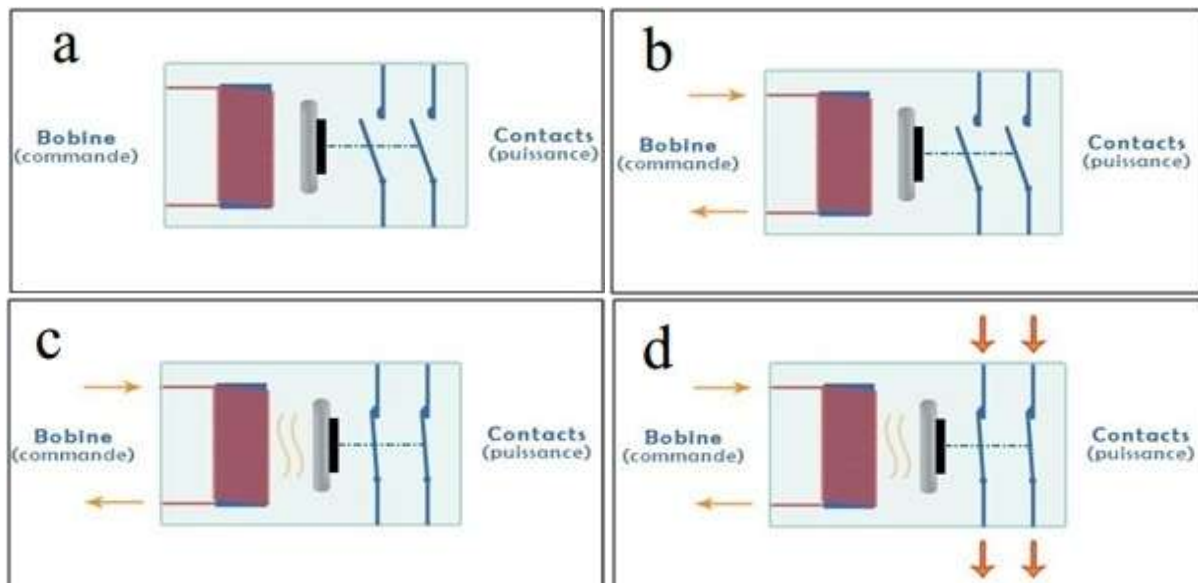 a
Bobine
(commande)
Contacts
(puissance)
b
Bobine
(commande)
Contacts
(puissance)
c
Bobine
(commande)
Contacts
(puissance)
d
Bobine
(commande)
Contacts
(puissance)